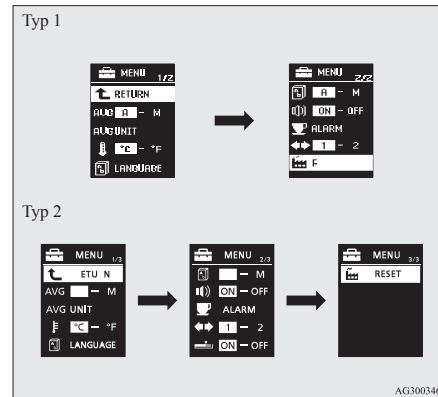 Typ 1
MENU 1/2
RETURN
AVG A - M
AVG UNIT
°C - °F
LANGUAGE
MENU 2/2
A - M
ON - OFF
ALARM
1 - 2
F
Typ 2
MENU 1/3
ETU N
AVG - M
AVG UNIT
°C - °F
LANGUAGE
MENU 2/3
- M
ON - OFF
ALARM
1 - 2
ON - OFF
MENU 3/3
RESET
AG300346